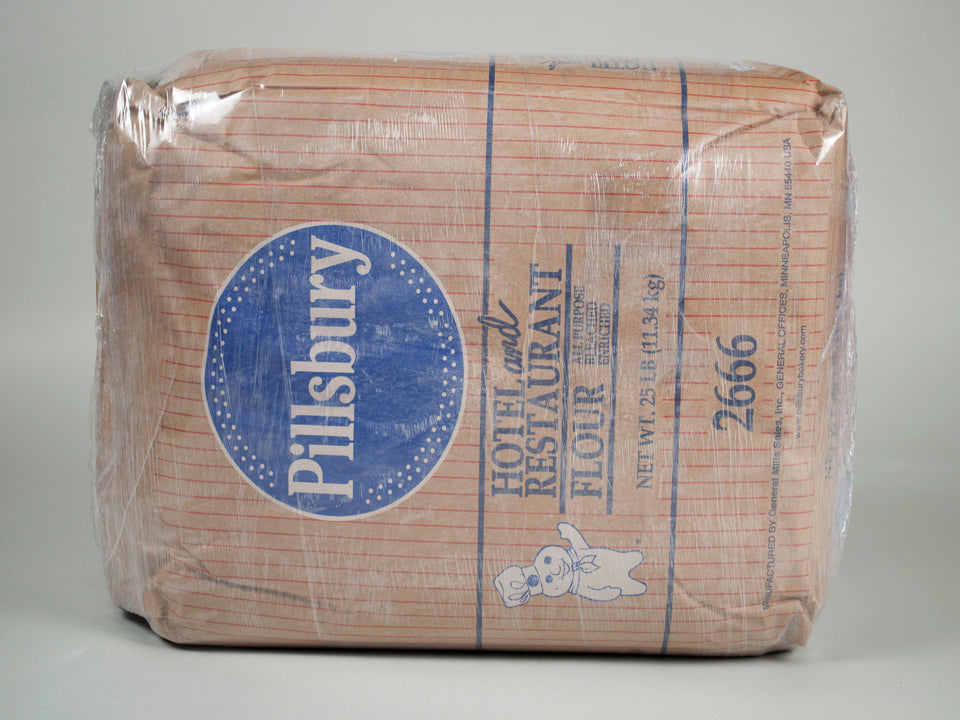 Pillsbury
HOTEL and
RESTAURANT
FLOUR
ALL PURPOSE
BLEACHED
ENRICHED
NET WT. 25 LB (11.34 kg)
2666
MANUFACTURED BY General Mills Sales, Inc., GENERAL OFFICES, MINNEAPOLIS, MN 55440 USA
www.pillsburybakery.com